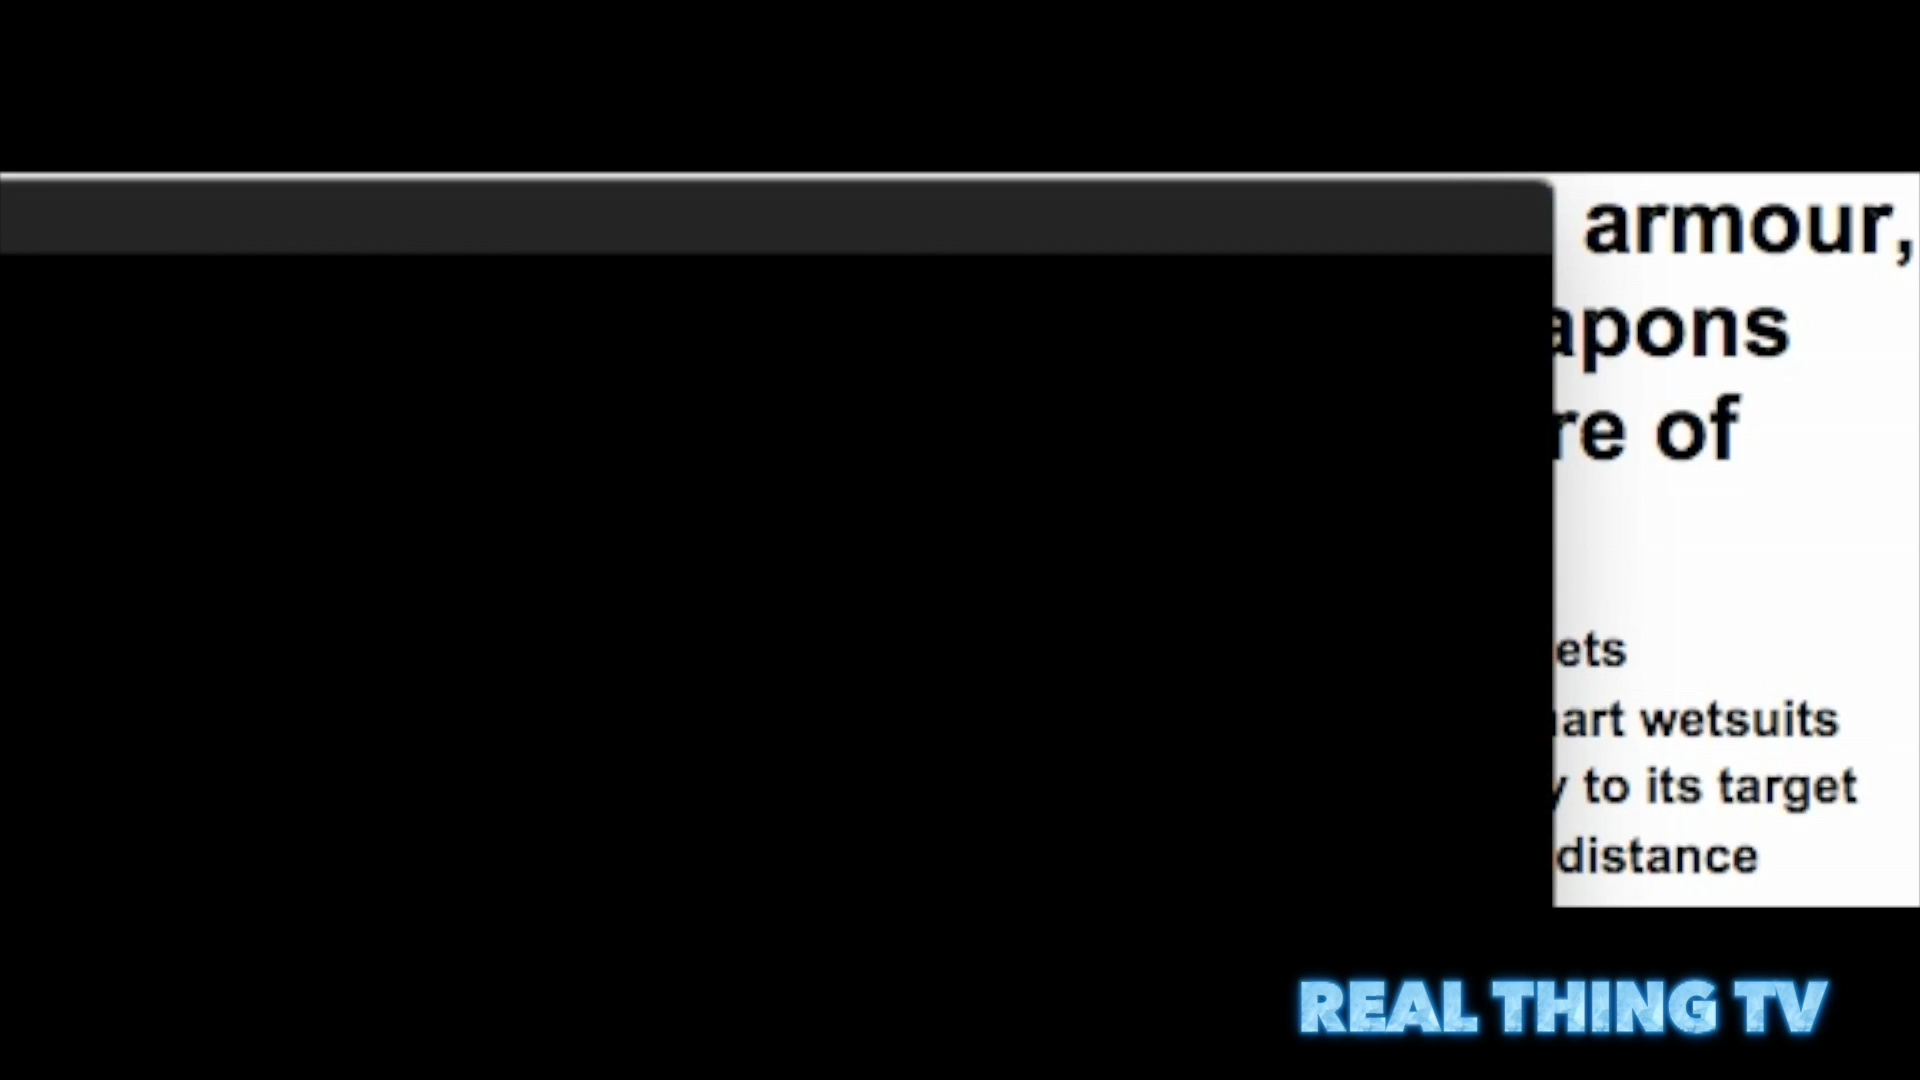 armour,
apons
re of
ets
art wetsuits
y to its target
distance
REAL THING TV